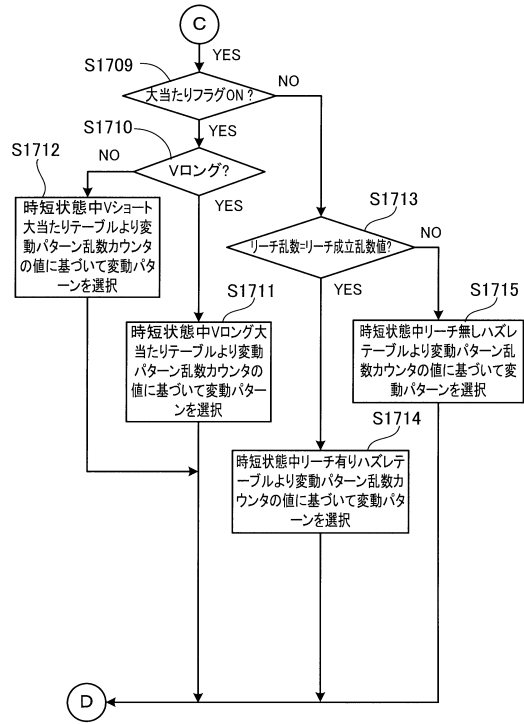 C
YES
S1709
大当たりフラグON?
NO
YES
S1710
Vロング?
NO
YES
S1712
時短状態中Vショート
大当たりテーブルより変
動パターン乱数カウンタ
の値に基づいて変動パタ
ーンを選択
S1711
時短状態中Vロング大
当たりテーブルより変動
パターン乱数カウンタの
値に基づいて変動パター
ンを選択
S1713
リーチ乱数=リーチ成立乱数値?
NO
YES
S1715
時短状態中リーチ無しハズレ
テーブルより変動パターン乱
数カウンタの値に基づいて変
動パターンを選択
S1714
時短状態中リーチ有りハズレテ
ーブルより変動パターン乱数カ
ウンタの値に基づいて変動パタ
ーンを選択
D